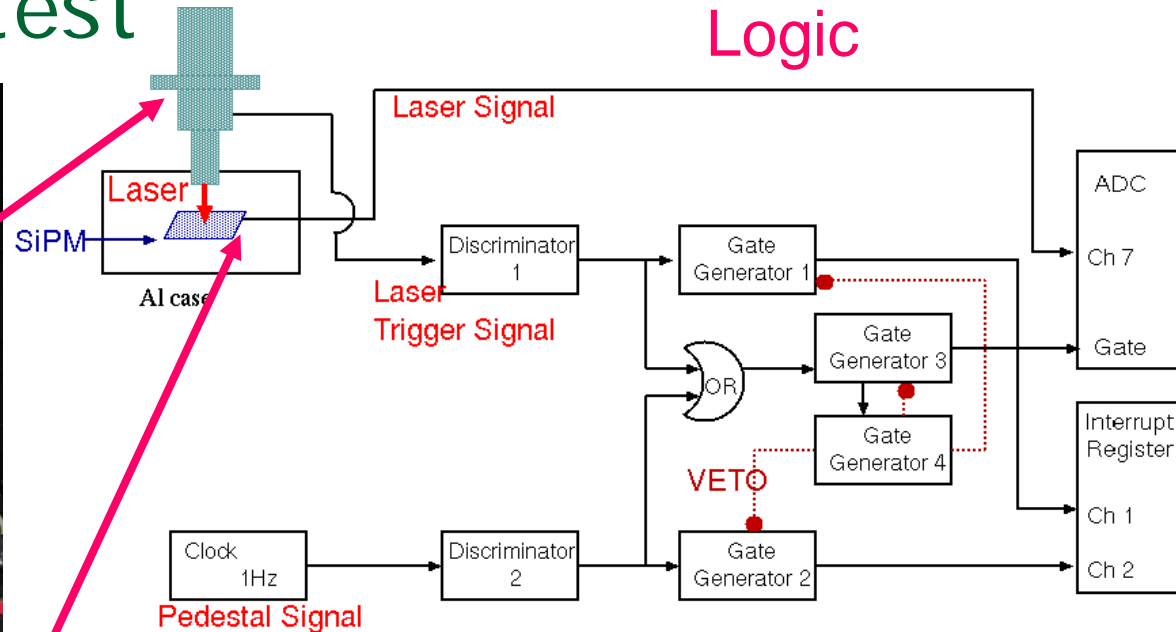 test
Logic
Laser Signal
Laser
SiPM
Al case
Laser
Trigger Signal
Discriminator
1
Gate
Generator 1
ADC
Ch 7
Gate
OR
Gate
Generator 3
Gate
Generator 4
VETO
Interrupt
Register
Ch 1
Ch 2
Clock
1Hz
Pedestal Signal
Discriminator
2
Gate
Generator 2